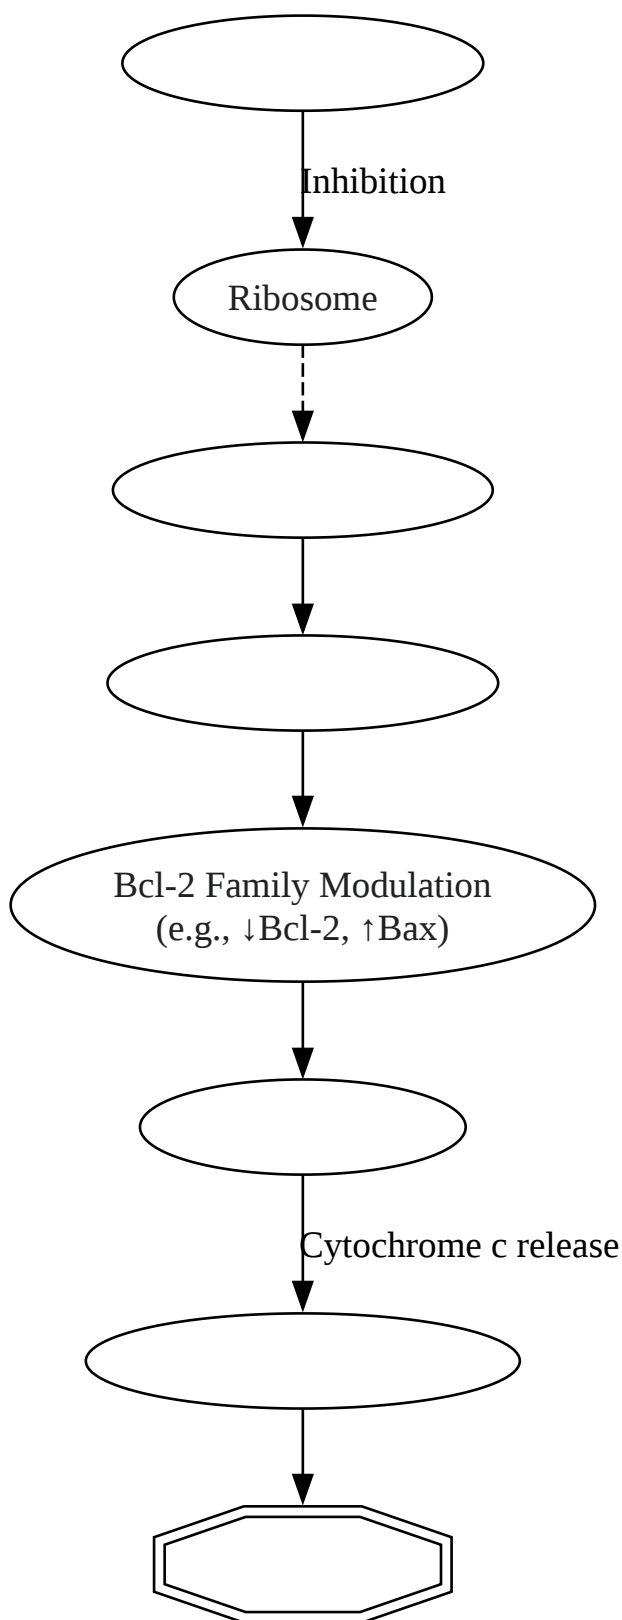 Inhibition
Ribosome
Bcl-2 Family Modulation
(e.g., ↓Bcl-2, ↑Bax)
Cytochrome c release